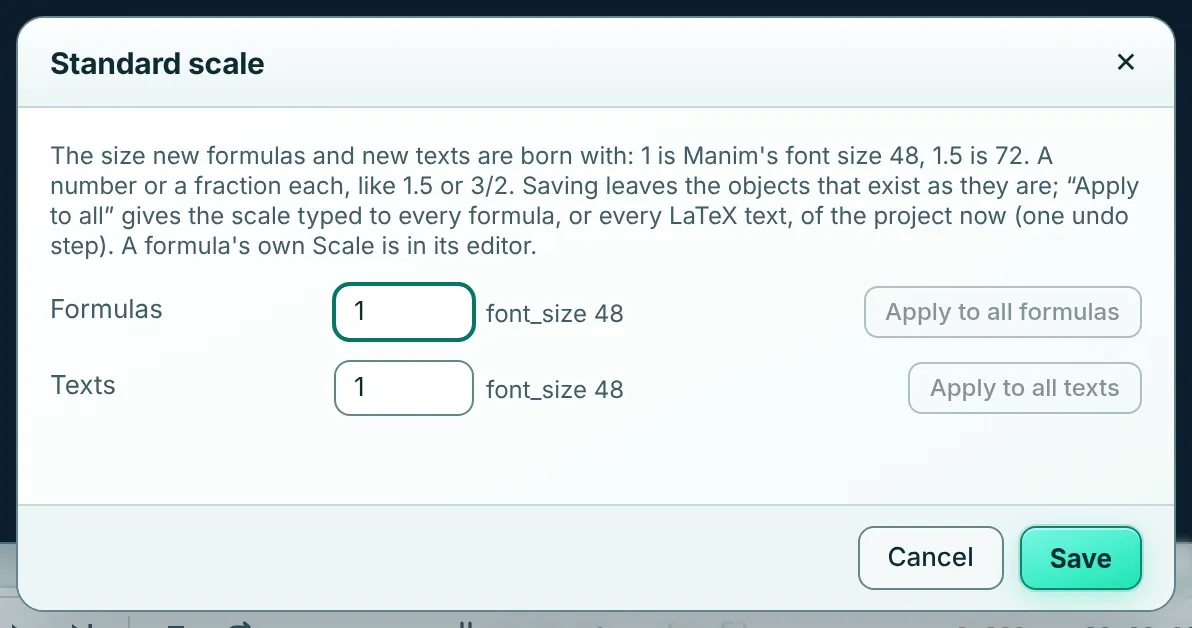 Standard scale
The size new formulas and new texts are born with: 1 is Manim's font size 48, 1.5 is 72. A
number or a fraction each, like 1.5 or 3/2. Saving leaves the objects that exist as they are; “Apply
to all” gives the scale typed to every formula, or every LaTeX text, of the project now (one undo
step). A formula's own Scale is in its editor.
Formulas 1 font_size 48 Apply to all formulas
Texts 1 font_size 48 Apply to all texts
Cancel Save